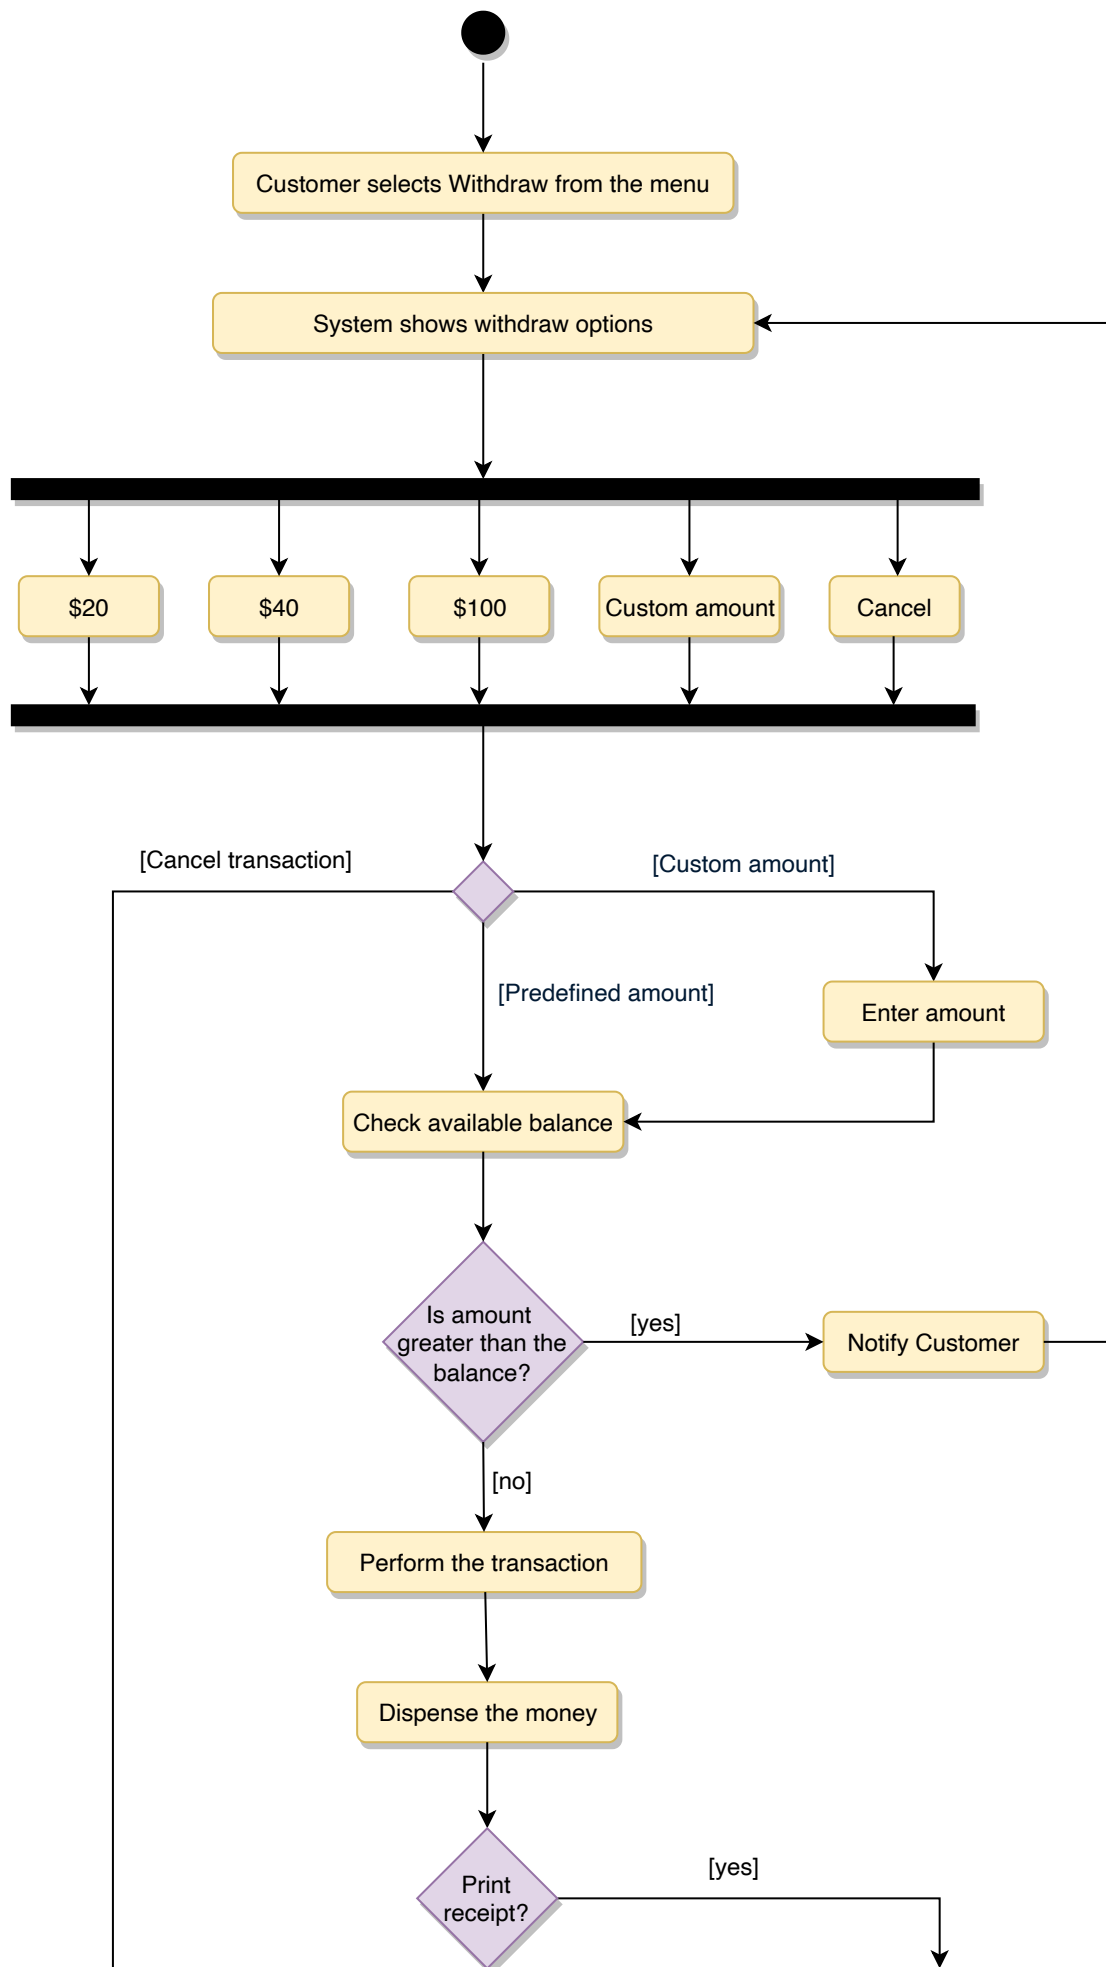 Customer selects Withdraw from the menu
System shows withdraw options
$20
$40
$100
Custom amount
Cancel
[Cancel transaction]
[Custom amount]
[Predefined amount]
Enter amount
Check available balance
Is amount
greater than the
balance?
[yes]
Notify Customer
[no]
Perform the transaction
Dispense the money
Print
receipt?
[yes]